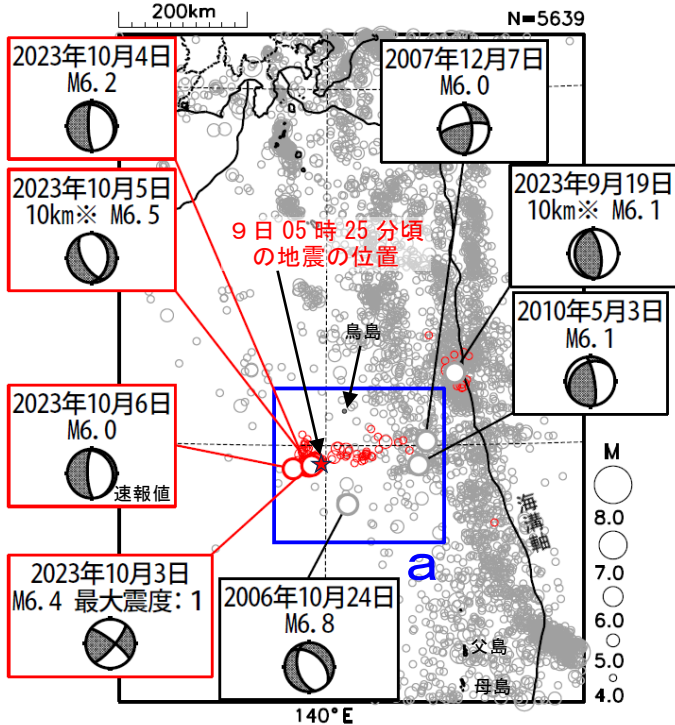 200km
N=5639
2023年10月4日
M6.2
2007年12月7日
M6.0
2023年10月5日
10km※ M6.5
2023年9月19日
10km※ M6.1
9日05時25分頃
の地震の位置
2010年5月3日
M6.1
鳥島
2023年10月6日
M6.0
速報値
海溝軸
M
8.0
7.0
6.0
5.0
4.0
a
2023年10月3日
M6.4 最大震度:1
2006年10月24日
M6.8
父島
母島
140°E